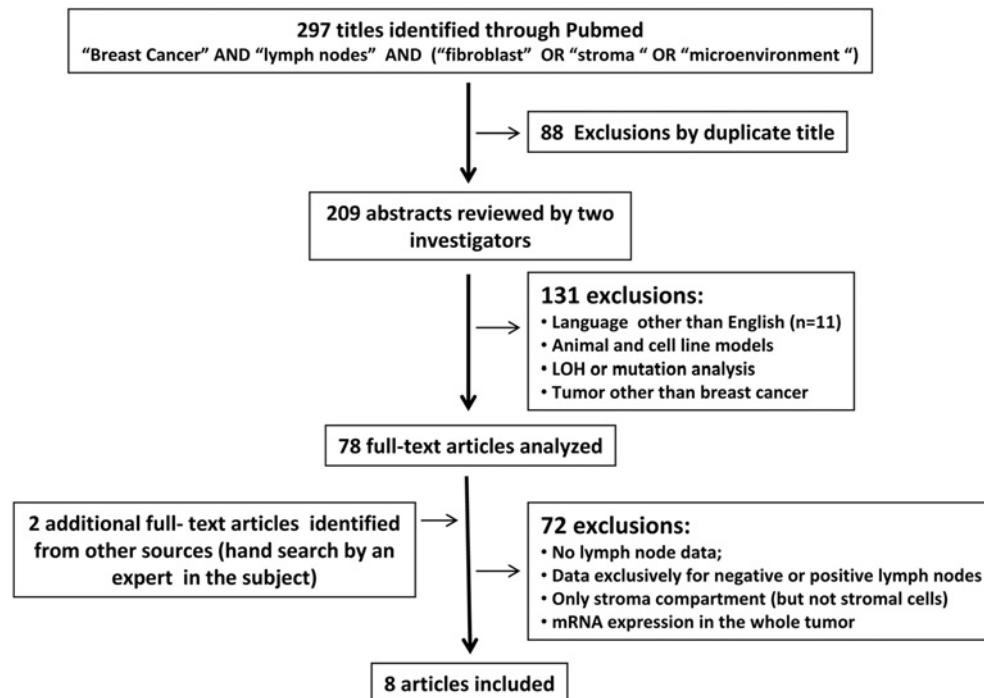 297 titles identified through Pubmed
“Breast Cancer” AND “lymph nodes” AND (“fibroblast” OR “stroma “ OR “microenvironment “)
88 Exclusions by duplicate title
209 abstracts reviewed by two
investigators
131 exclusions:
• Language other than English (n=11)
• Animal and cell line models
• LOH or mutation analysis
• Tumor other than breast cancer
78 full-text articles analyzed
2 additional full- text articles identified
from other sources (hand search by an
expert in the subject)
72 exclusions:
• No lymph node data;
• Data exclusively for negative or positive lymph nodes
• Only stroma compartment (but not stromal cells)
• mRNA expression in the whole tumor
8 articles included